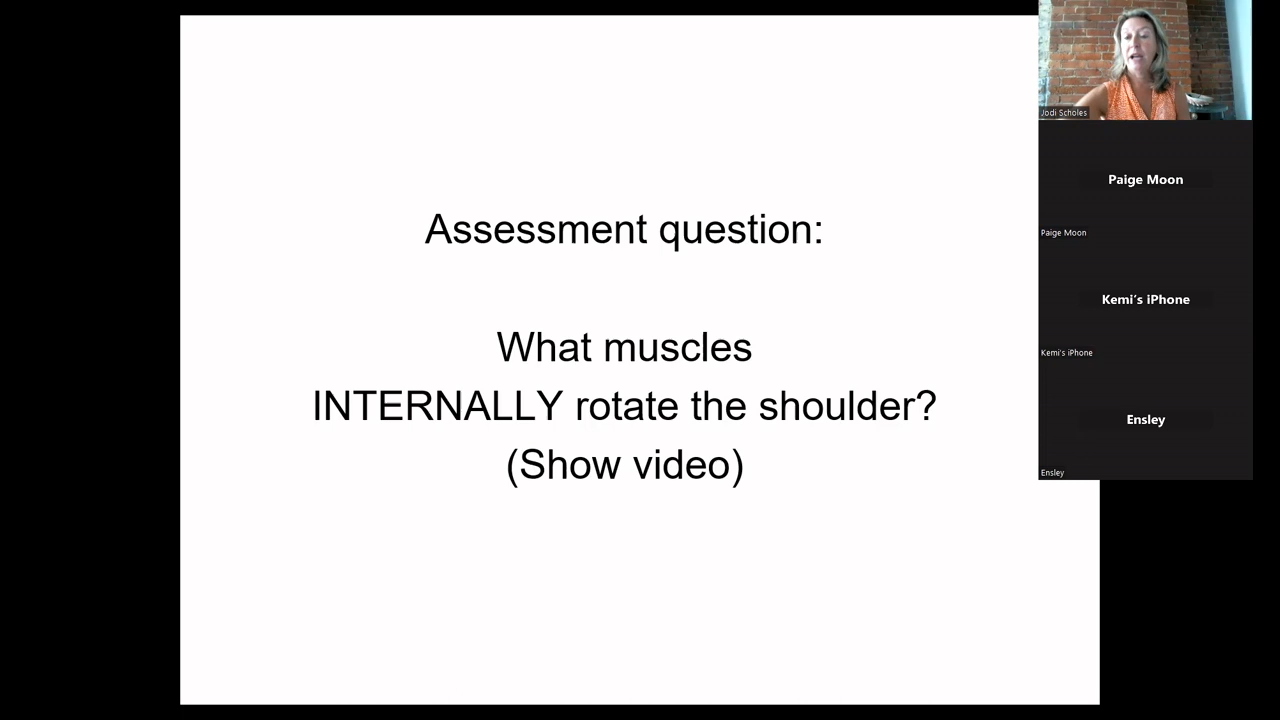 Assessment question:
What muscles
INTERNALLY rotate the shoulder?
(Show video)
Jodi Scholes
Paige Moon
Paige Moon
Kemi's iPhone
Kemi's iPhone
Ensley
Ensley